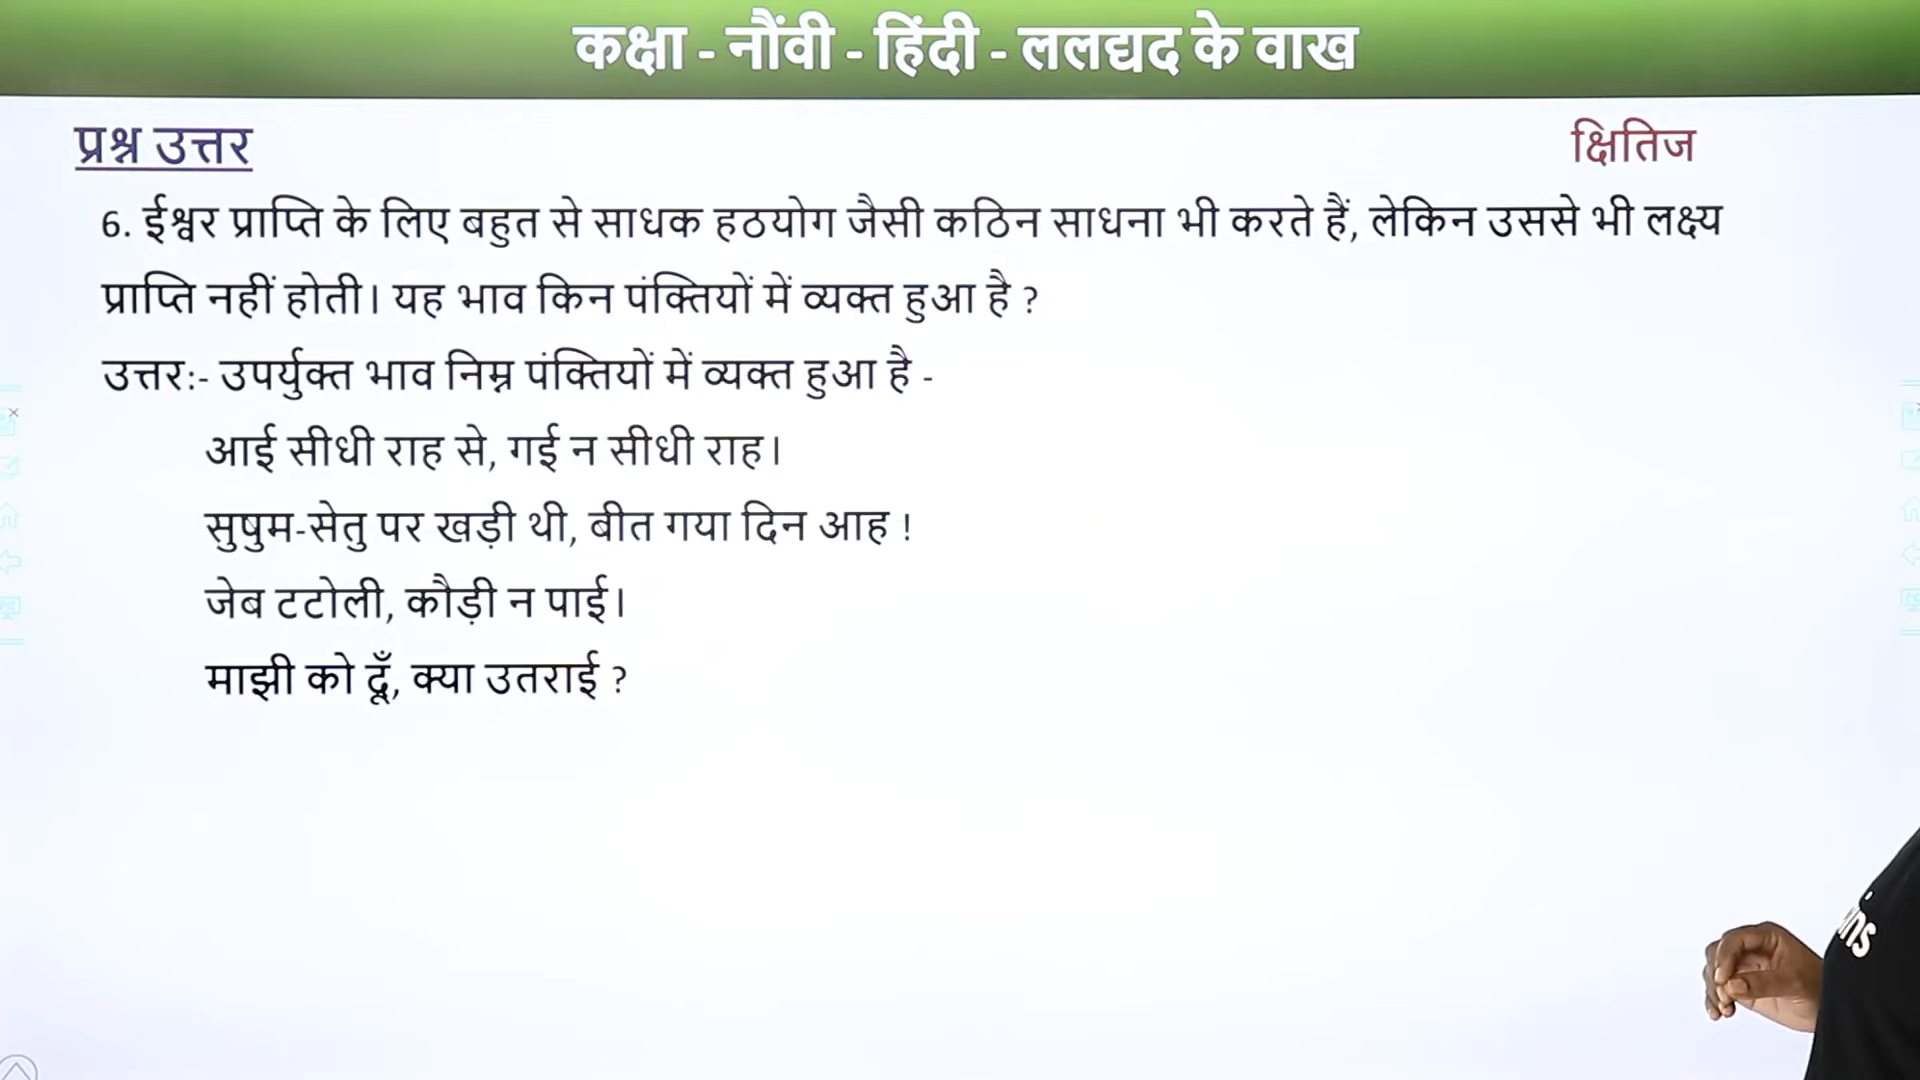 कक्षा - नौंवी - हिंदी - ललद्यद के वाख
प्रश्न उत्तर
क्षितिज
6. ईश्वर प्राप्ति के लिए बहुत से साधक हठयोग जैसी कठिन साधना भी करते हैं, लेकिन उससे भी लक्ष्य
प्राप्ति नहीं होती। यह भाव किन पंक्तियों में व्यक्त हुआ है ?
उत्तर:- उपर्युक्त भाव निम्न पंक्तियों में व्यक्त हुआ है -
आई सीधी राह से, गई न सीधी राह।
सुषुम-सेतु पर खड़ी थी, बीत गया दिन आह !
जेब टटोली, कौड़ी न पाई।
माझी को दूँ, क्या उतराई ?